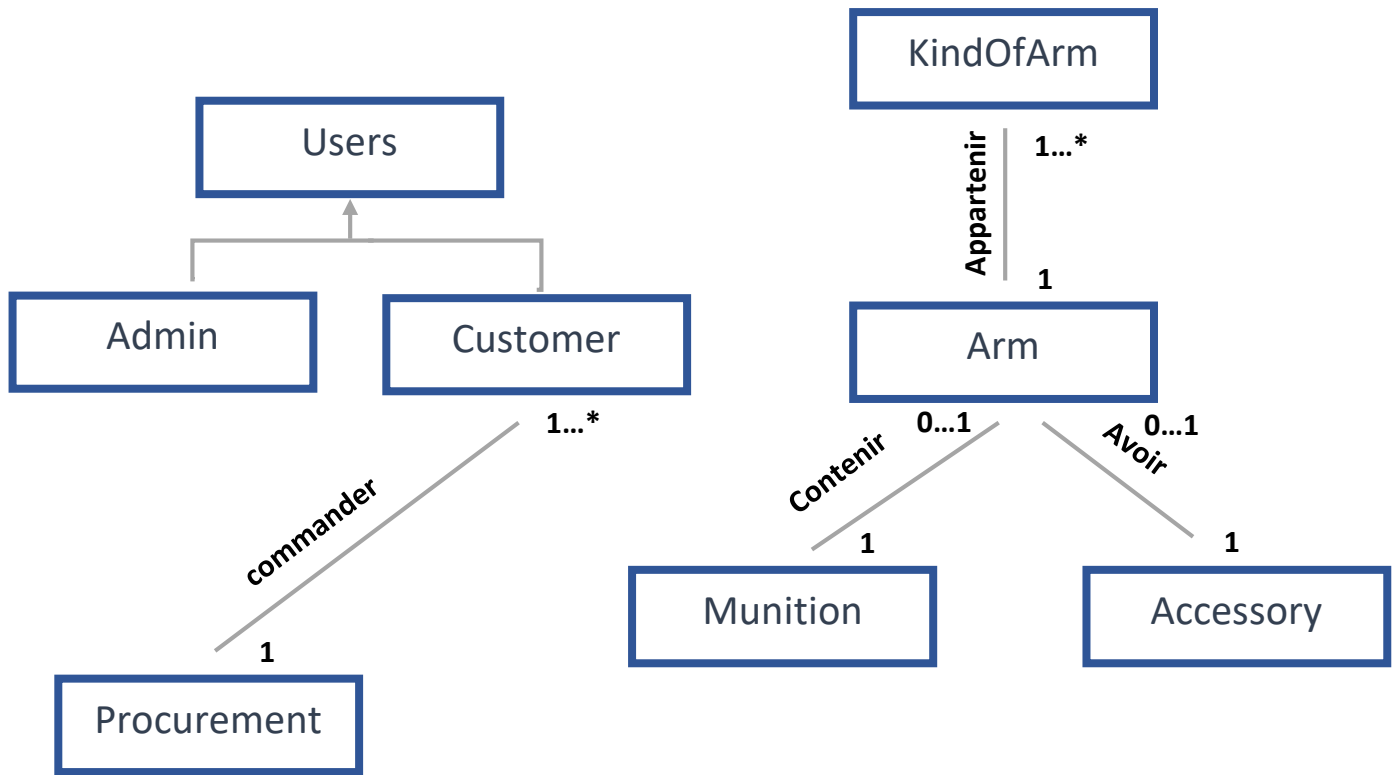 KindOfArm
Users
1...*
Appartenir
1
Admin
Customer
Arm
1...*
0...1
0...1
Contenir
Avoir
commander
1
1
Munition
Accessory
1
Procurement